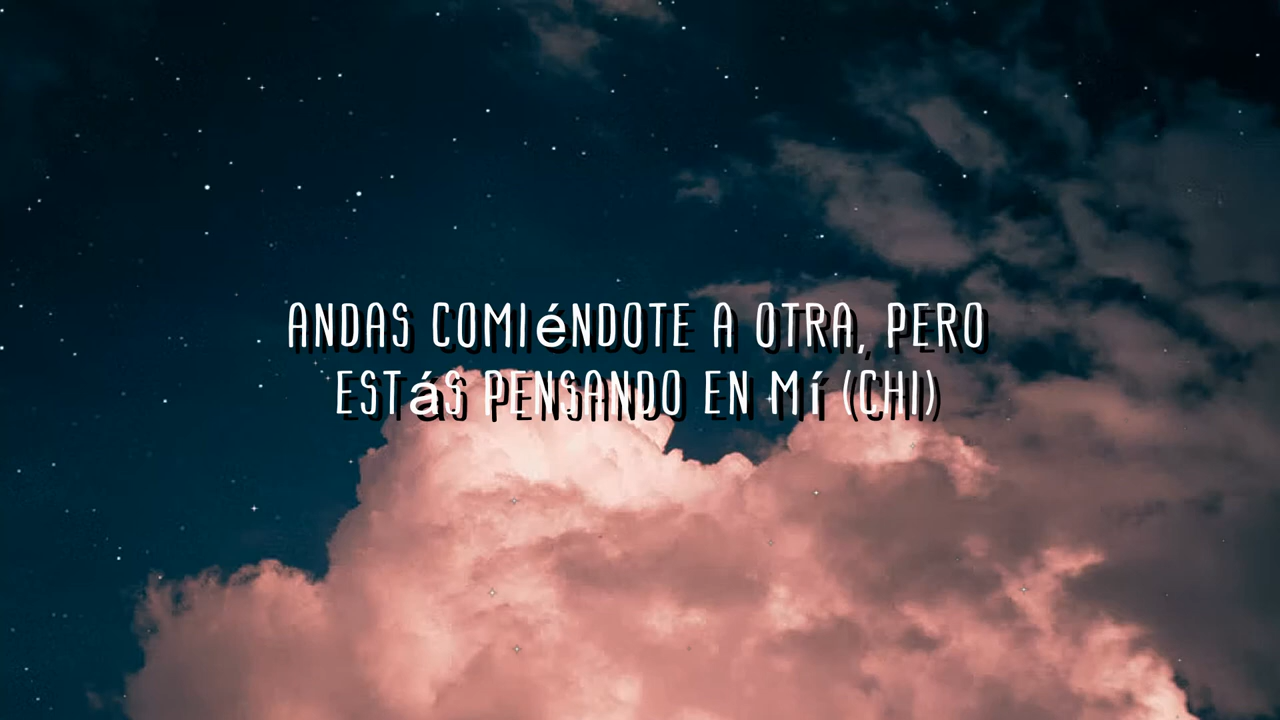 ANDAS COMIéNDOTE A OTRA, PERO
ESTáS PENSANDO EN Mí (CHI)